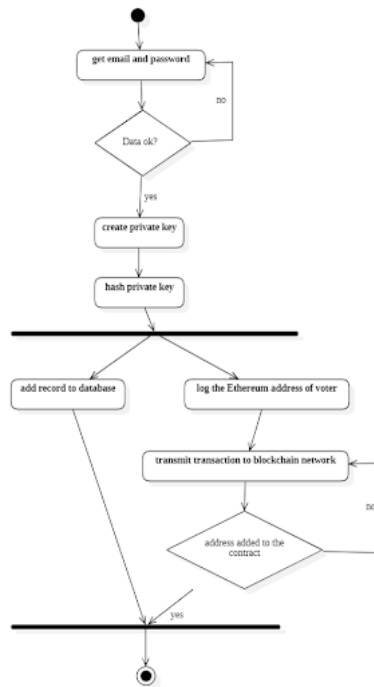 get email and password
no
Data ok?
yes
create private key
hash private key
add record to database
log the Ethereum address of voter
transmit transaction to blockchain network
no
address added to the
contract
yes